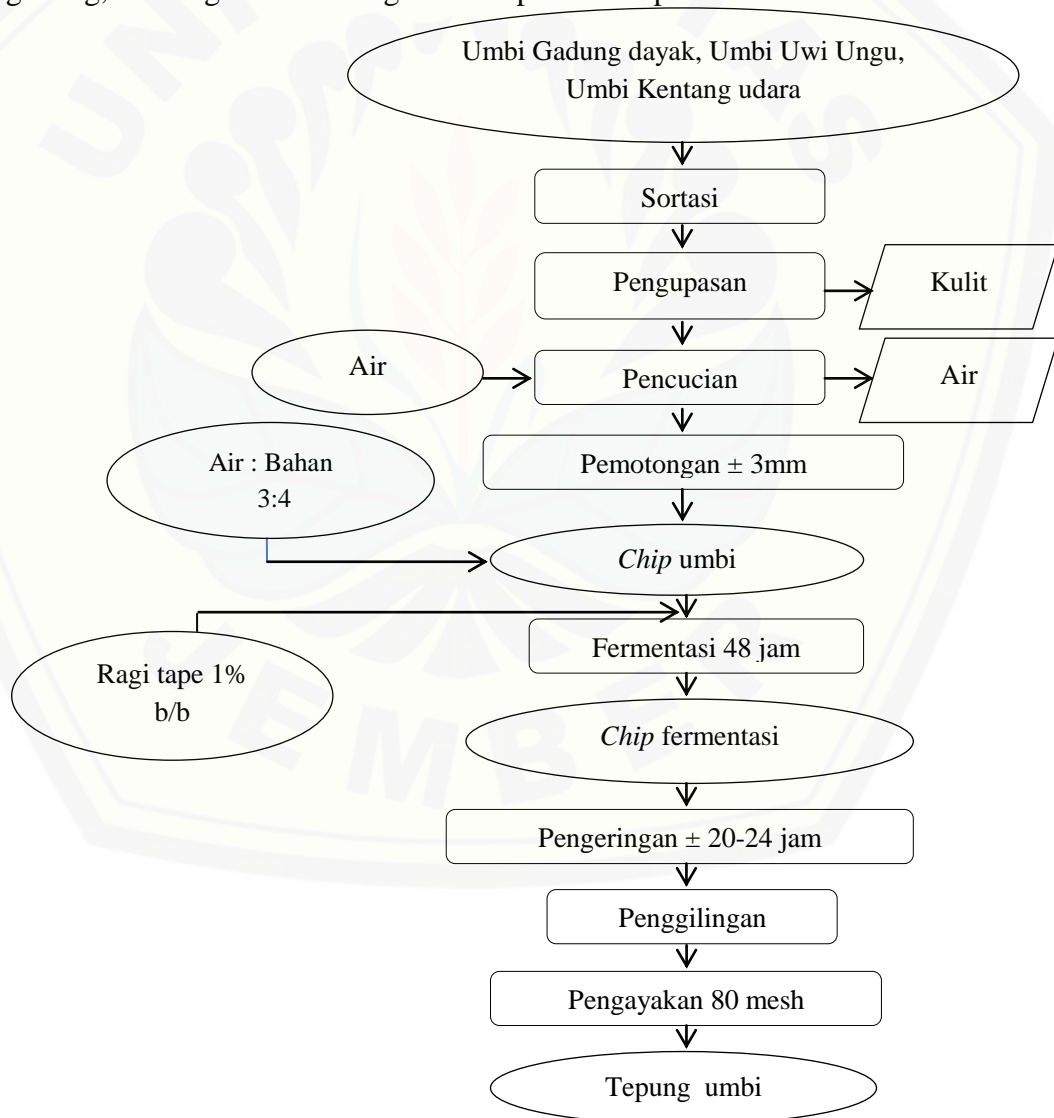 Umbi Gadung dayak, Umbi Uwi Ungu,
Umbi Kentang udara
Sortasi
Pengupasan
Kulit
Air
Pencucian
Air
Air : Bahan
3:4
Pemotongan ± 3mm
Chip umbi
Ragi tape 1%
b/b
Fermentasi 48 jam
Chip fermentasi
Pengeringan ± 20-24 jam
Penggilingan
Pengayakan 80 mesh
Tepung umbi
JEMBER